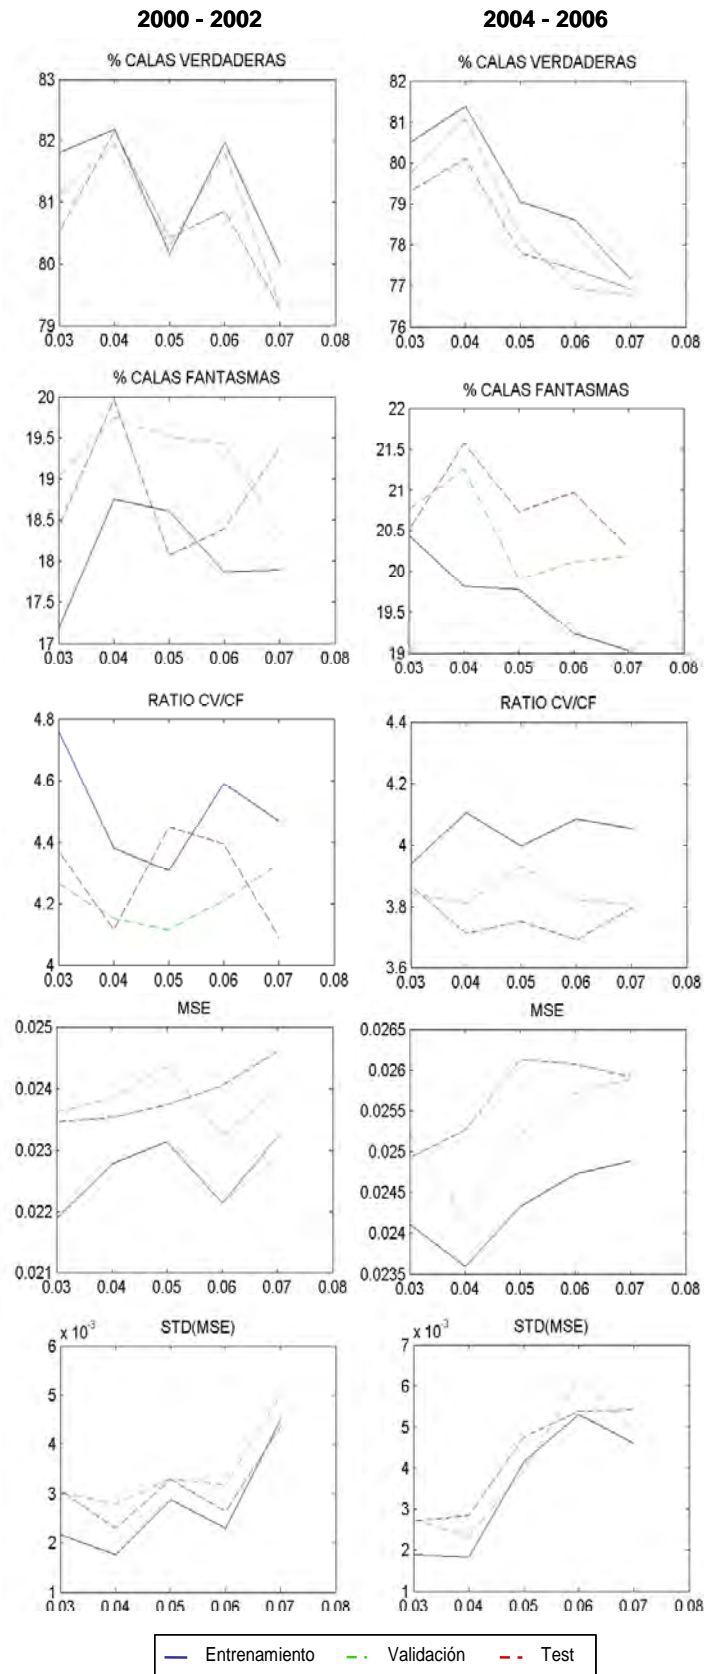 2000 - 2002
2004 - 2006
% CALAS VERDADERAS
83
82
81
80
79
0.03 0.04 0.05 0.06 0.07 0.08
% CALAS VERDADERAS
82
81
80
79
78
77
76
0.03 0.04 0.05 0.06 0.07 0.08
% CALAS FANTASMAS
20
19.5
19
18.5
18
17.5
17
0.03 0.04 0.05 0.06 0.07 0.08
% CALAS FANTASMAS
22
21.5
21
20.5
20
19.5
19
0.03 0.04 0.05 0.06 0.07 0.08
RATIO CV/CF
4.8
4.6
4.4
4.2
4
0.03 0.04 0.05 0.06 0.07 0.08
RATIO CV/CF
4.4
4.2
4
3.8
3.6
0.03 0.04 0.05 0.06 0.07 0.08
MSE
0.025
0.024
0.023
0.022
0.021
0.03 0.04 0.05 0.06 0.07 0.08
MSE
0.0265
0.026
0.0255
0.025
0.0245
0.024
0.0235
0.03 0.04 0.05 0.06 0.07 0.08
STD(MSE)
x 10-3
6
5
4
3
2
1
0.03 0.04 0.05 0.06 0.07 0.08
STD(MSE)
x 10-3
7
6
5
4
3
2
1
0.03 0.04 0.05 0.06 0.07 0.08
Entrenamiento Validación Test